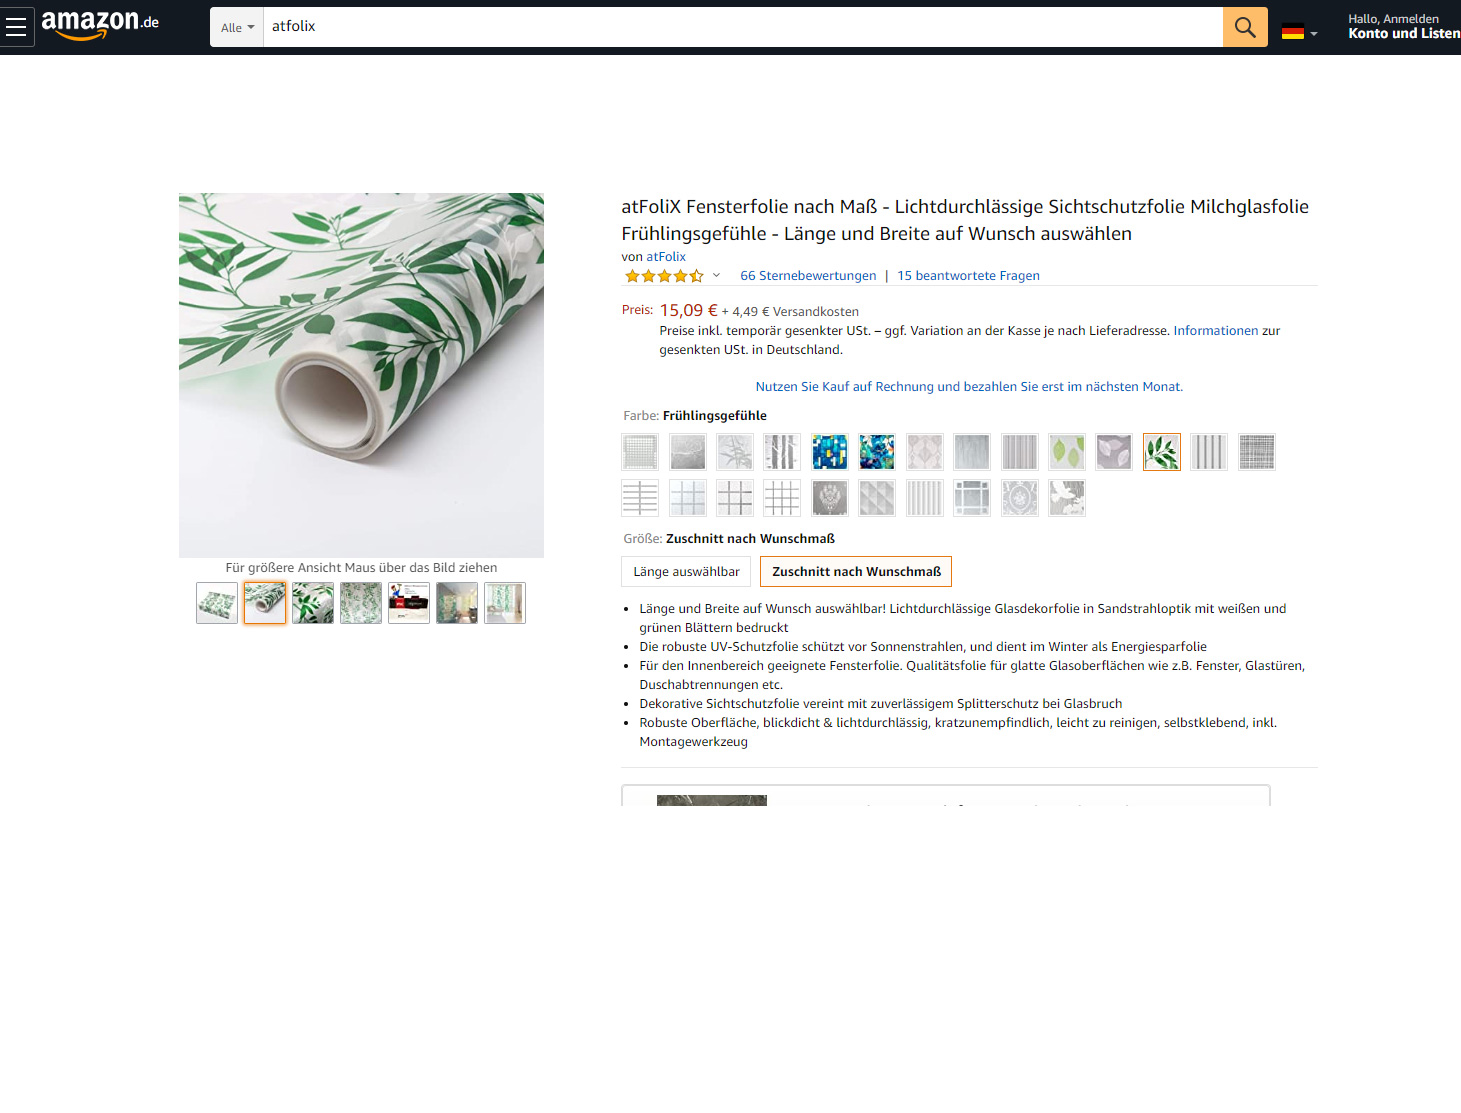 amazon.de
Alle
atfolix
Hallo, Anmelden
Konto und Listen
atFoliX Fensterfolie nach Maß - Lichtdurchlässige Sichtschutzfolie Milchglasfolie
Frühlingsgefühle - Länge und Breite auf Wunsch auswählen
von atFolix
66 Sternebewertungen | 15 beantwortete Fragen
Preis: 15,09 € + 4,49 € Versandkosten
Preise inkl. temporär gesenkter USt. – ggf. Variation an der Kasse je nach Lieferadresse. Informationen zur
gesenkten USt. in Deutschland.
Nutzen Sie Kauf auf Rechnung und bezahlen Sie erst im nächsten Monat.
Farbe: Frühlingsgefühle
Größe: Zuschnitt nach Wunschmaß
Länge auswählbar
Zuschnitt nach Wunschmaß
Für größere Ansicht Maus über das Bild ziehen
• Länge und Breite auf Wunsch auswählbar! Lichtdurchlässige Glasdekorfolie in Sandstrahloptik mit weißen und
grünen Blättern bedruckt
• Die robuste UV-Schutzfolie schützt vor Sonnenstrahlen, und dient im Winter als Energiesparfolie
• Für den Innenbereich geeignete Fensterfolie. Qualitätsfolie für glatte Glasoberflächen wie z.B. Fenster, Glastüren,
Duschabtrennungen etc.
• Dekorative Sichtschutzfolie vereint mit zuverlässigem Splitterschutz bei Glasbruch
• Robuste Oberfläche, blickdicht & lichtdurchlässig, kratzunempfindlich, leicht zu reinigen, selbstklebend, inkl.
Montagewerkzeug